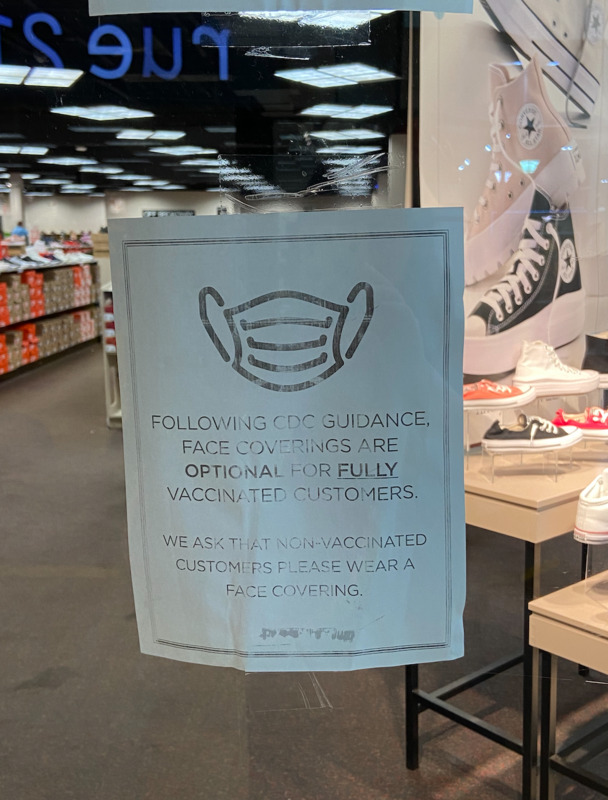 rue 21
FOLLOWING CDC GUIDANCE,
FACE COVERINGS ARE
OPTIONAL FOR FULLY
VACCINATED CUSTOMERS.
WE ASK THAT NON-VACCINATED
CUSTOMERS PLEASE WEAR A
FACE COVERING.